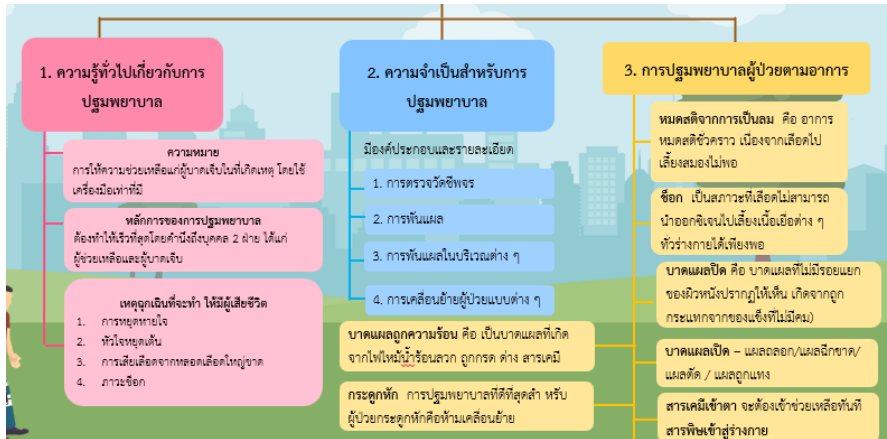 1. ความรู้ทั่วไปเกี่ยวกับการ
ปฐมพยาบาล
ความหมาย
การให้ความช่วยเหลือแก่ผู้บาดเจ็บในที่เกิดเหตุ โดยใช้
เครื่องมือเท่าที่มี
หลักการของการปฐมพยาบาล
ต้องทำให้เร็วที่สุดโดยคำนึงถึงบุคคล 2 ฝ่าย ได้แก่
ผู้ช่วยเหลือและผู้บาดเจ็บ
เหตุฉุกเฉินที่จะทำ ให้มีผู้เสียชีวิต
1. การหยุดหายใจ
2. หัวใจหยุดเต้น
3. การเสียเลือดจากหลอดเลือดใหญ่ขาด
4. ภาวะช็อก
2. ความจำเป็นสำหรับการ
ปฐมพยาบาล
มีองค์ประกอบและรายละเอียด
1. การตรวจวัดชีพจร
2. การพันแผล
3. การพันแผลในบริเวณต่าง ๆ
4. การเคลื่อนย้ายผู้ป่วยแบบต่าง ๆ
3. การปฐมพยาบาลผู้ป่วยตามอาการ
หมดสติจากการเป็นลม คือ อาการ
หมดสติชั่วคราว เนื่องจากเลือดไป
เลี้ยงสมองไม่พอ
ช็อก เป็นสภาวะที่เลือดไม่สามารถ
นำออกซิเจนไปเลี้ยงเนื้อเยื่อต่าง ๆ
ทั่วร่างกายได้เพียงพอ
บาดแผลปิด คือ บาดแผลที่ไม่มีรอยแยก
ของผิวหนังปรากฏให้เห็น เกิดจากถูก
กระแทกจากของแข็งที่ไม่มีคม)
บาดแผลเปิด – แผลถลอก/แผลฉีกขาด/
แผลตัด / แผลถูกแทง
สารเคมีเข้าตา จะต้องเข้าช่วยเหลือทันที
สารพิษเข้าสู่ร่างกาย
บาดแผลถูกความร้อน คือ เป็นบาดแผลที่เกิด
จากไฟไหม้น้ำร้อนลวก ถูกกรด ด่าง สารเคมี
กระดูกหัก การปฐมพยาบาลที่ดีที่สุดสำ หรับ
ผู้ป่วยกระดูกหักคือห้ามเคลื่อนย้าย